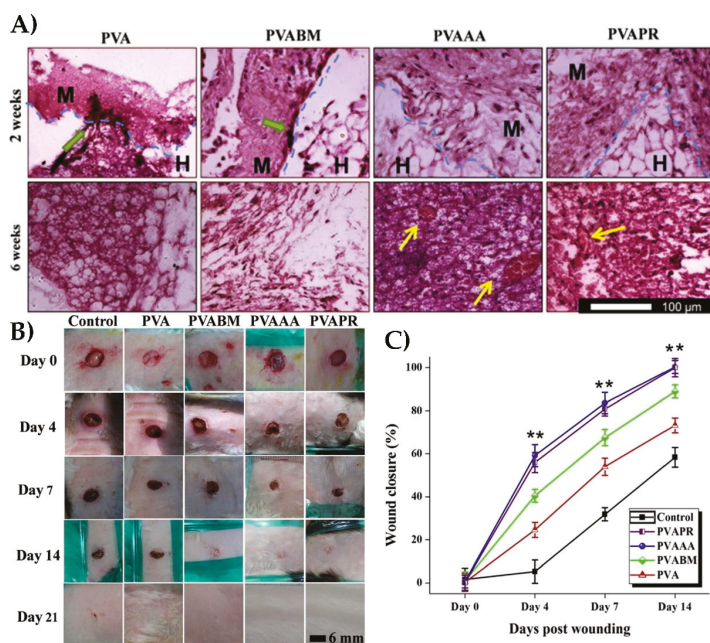 A)
PVA PVABM PVAAA PVAPR
2 weeks
M H M H M H M H
6 weeks
100 μm
B)
Control PVA PVABM PVAAA PVAPR
Day 0
Day 4
Day 7
Day 14
Day 21
6 mm
C)
Wound closure (%)
100
80
60
40
20
0
**
**
**
Control
PVAPR
PVAAA
PVABM
PVA
Day 0 Day 4 Day 7 Day 14
Days post wounding